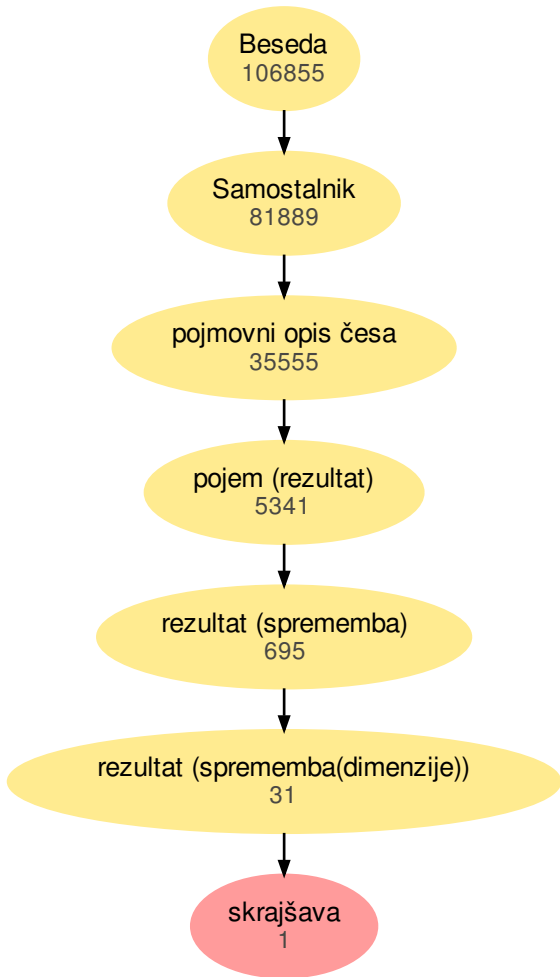 Beseda
106855
Samostalnik
81889
pojmovni opis česa
35555
pojem (rezultat)
5341
rezultat (sprememba)
695
rezultat (sprememba(dimenzije))
31
skrajšava
1